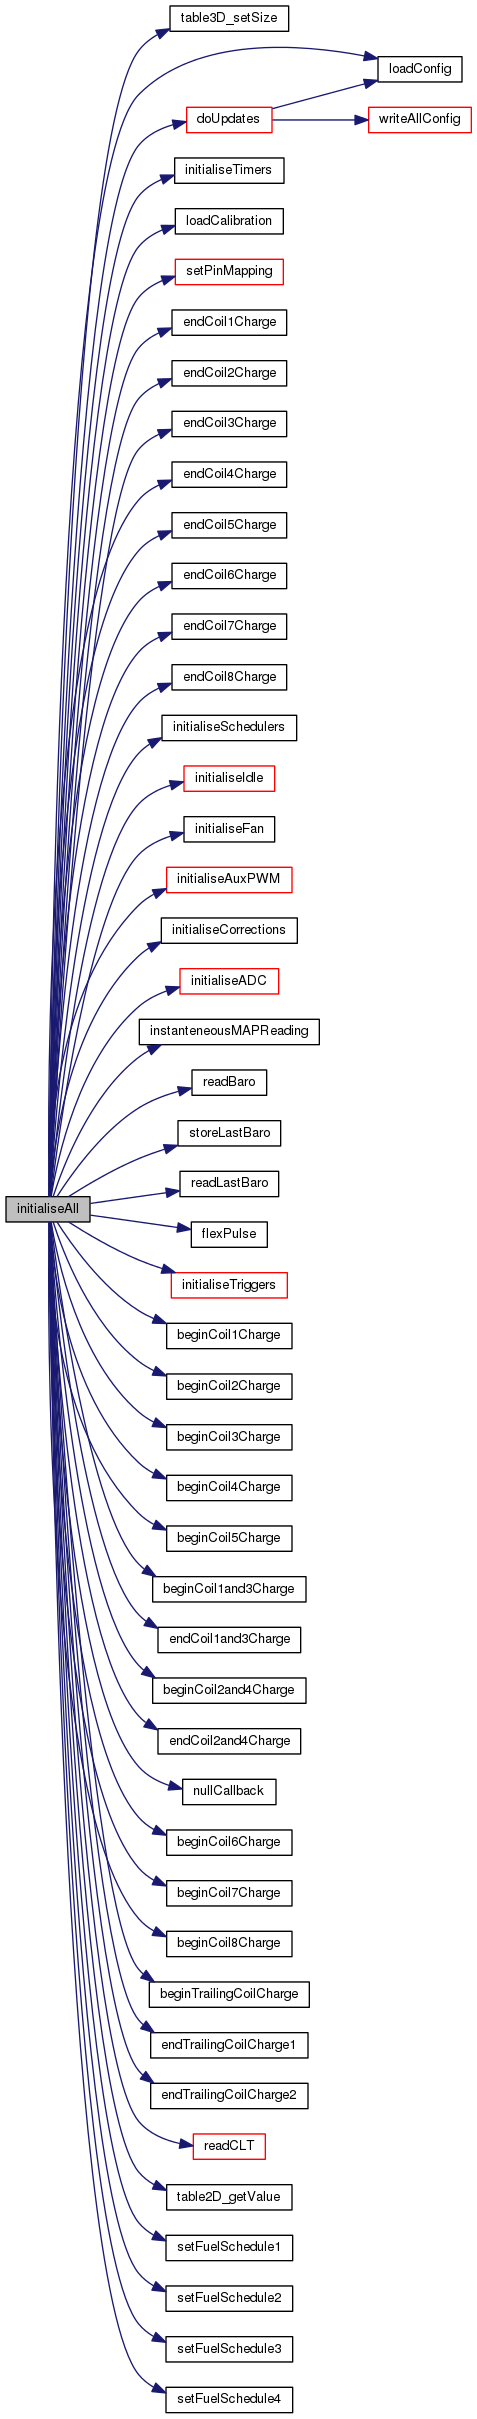 table3D_setSize
loadConfig
doUpdates
writeAllConfig
initialiseTimers
loadCalibration
setPinMapping
endCoil1Charge
endCoil2Charge
endCoil3Charge
endCoil4Charge
endCoil5Charge
endCoil6Charge
endCoil7Charge
endCoil8Charge
initialiseSchedulers
initialiseIdle
initialiseFan
initialiseAuxPWM
initialiseCorrections
initialiseADC
instanteneousMAPReading
readBaro
storeLastBaro
readLastBaro
initialiseAll
flexPulse
initialiseTriggers
beginCoil1Charge
beginCoil2Charge
beginCoil3Charge
beginCoil4Charge
beginCoil5Charge
beginCoil1and3Charge
endCoil1and3Charge
beginCoil2and4Charge
endCoil2and4Charge
nullCallback
beginCoil6Charge
beginCoil7Charge
beginCoil8Charge
beginTrailingCoilCharge
endTrailingCoilCharge1
endTrailingCoilCharge2
readCLT
table2D_getValue
setFuelSchedule1
setFuelSchedule2
setFuelSchedule3
setFuelSchedule4